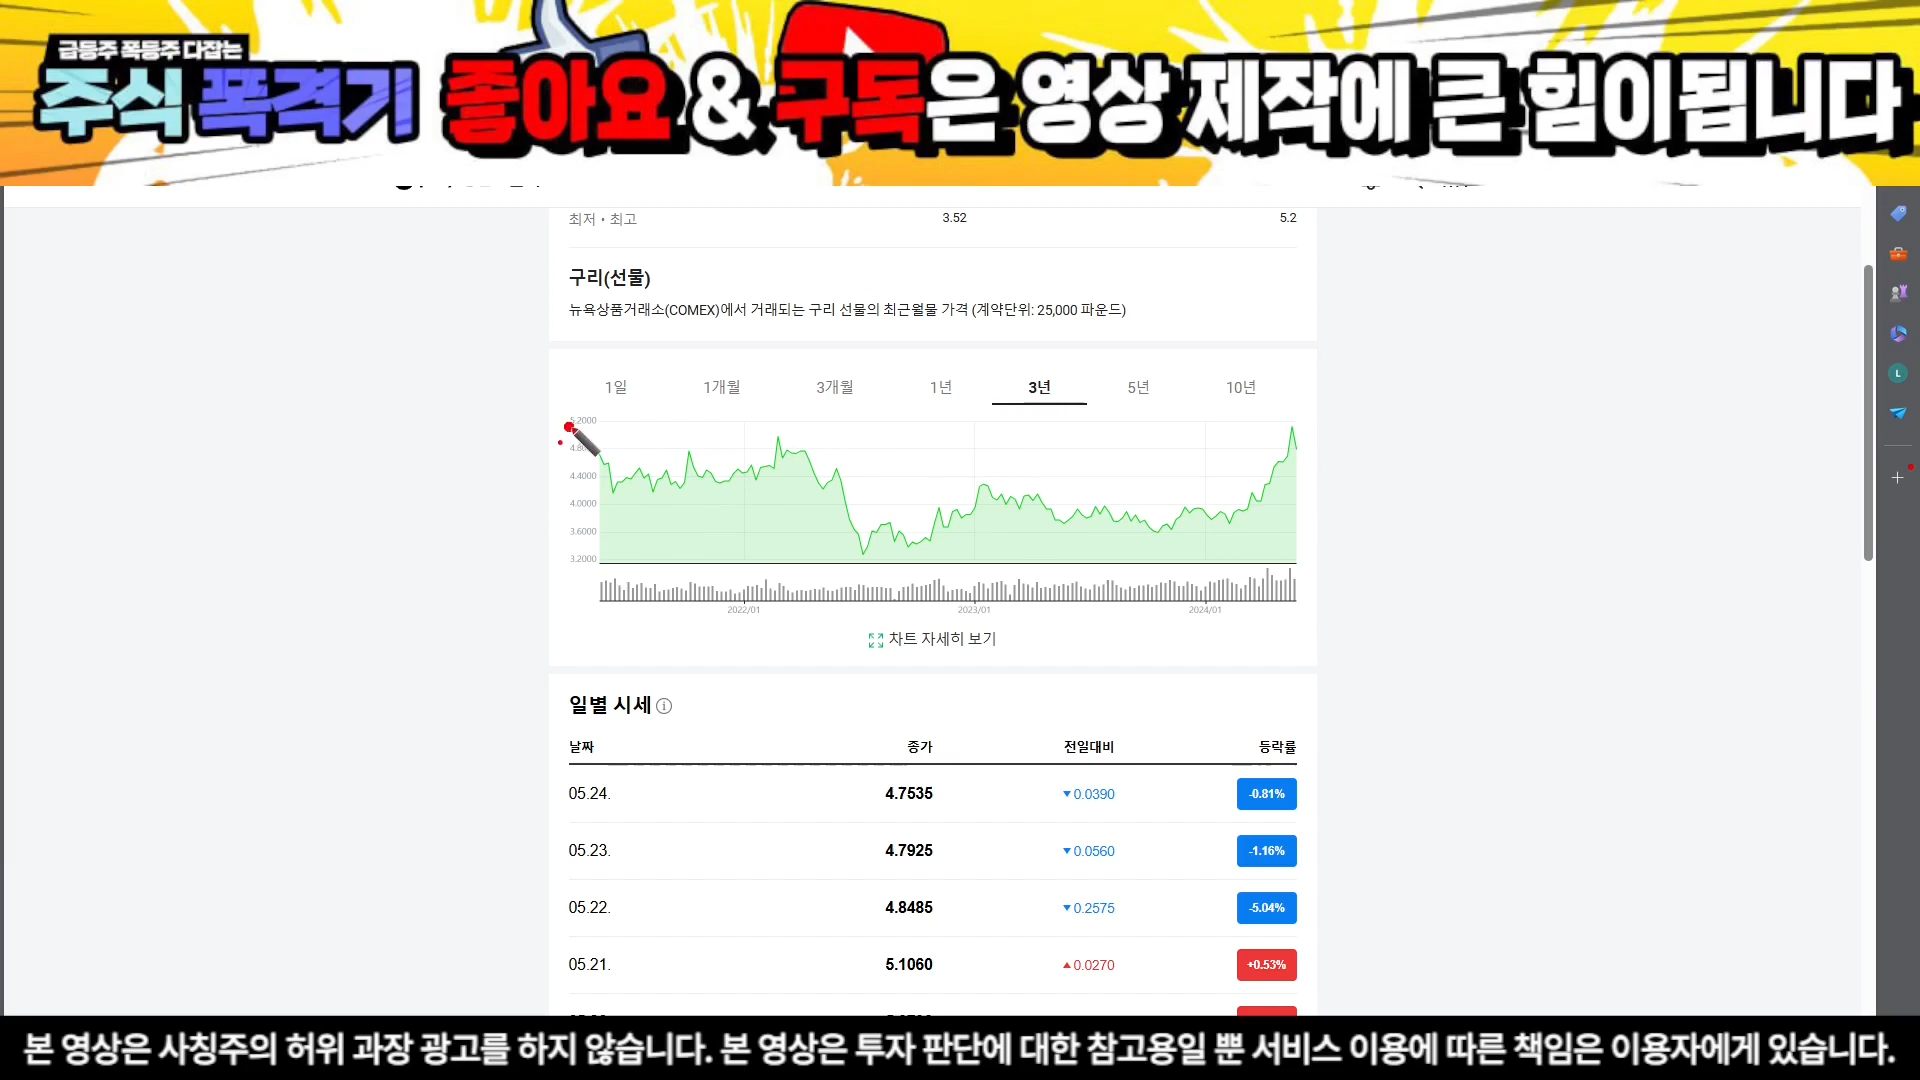 급등주 폭등주 다잡는
주식 폭격기 좋아요 & 구독은 영상 제작에 큰 힘이됩니다
최저・최고 3.52 5.2
구리(선물)
뉴욕상품거래소(COMEX)에서 거래되는 구리 선물의 최근월물 가격 (계약단위: 25,000 파운드)
1일 1개월 3개월 1년 3년 5년 10년
5.2000
4.4000
4.0000
3.6000
3.2000
2022/01 2023/01 2024/01
차트 자세히 보기
일별 시세
날짜 종가 전일대비 등락률
05.24. 4.7535 ▼0.0390 -0.81%
05.23. 4.7925 ▼0.0560 -1.16%
05.22. 4.8485 ▼0.2575 -5.04%
05.21. 5.1060 ▲0.0270 +0.53%
L
본 영상은 사칭주의 허위 과장 광고를 하지 않습니다. 본 영상은 투자 판단에 대한 참고용일 뿐 서비스 이용에 따른 책임은 이용자에게 있습니다.